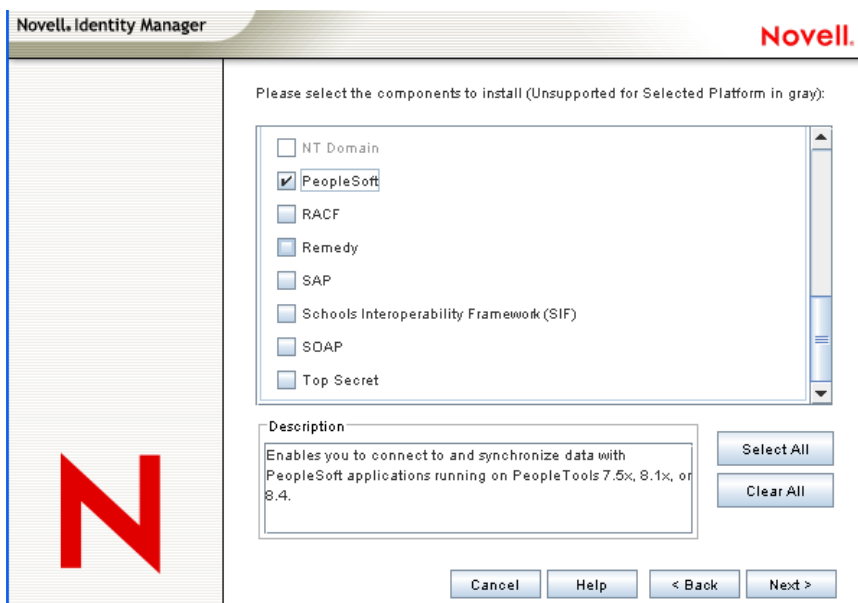 Novell. Identity Manager
Novell.
Please select the components to install (Unsupported for Selected Platform in gray):
NT Domain
PeopleSoft
RACF
Remedy
SAP
Schools Interoperability Framework (SIF)
SOAP
Top Secret
Description
Enables you to connect to and synchronize data with
PeopleSoft applications running on PeopleTools 7.5x, 8.1x, or
8.4.
Select All
Clear All
N
Cancel
Help
< Back
Next >